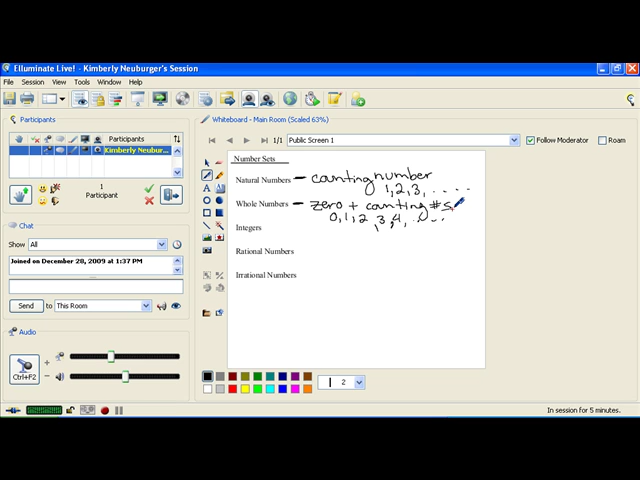 Elluminate Live! - Kimberly Neuburger's Session
File Session View Tools Window Help
Participants
Participants
Kimberly Neubur...
1
Participant
Chat
Show All
Joined on December 28, 2009 at 1:37 PM
Send to This Room
Audio
Ctrl+F2
Whiteboard - Main Room (Scaled 63%)
1/1 Public Screen 1 Follow Moderator Roam
Number Sets
Natural Numbers - counting number
1, 2, 3, . . . . .
Whole Numbers - zero + counting #s
0, 1, 2, 3, 4, . . . .
Integers
Rational Numbers
Irrational Numbers
2
In session for 5 minutes.